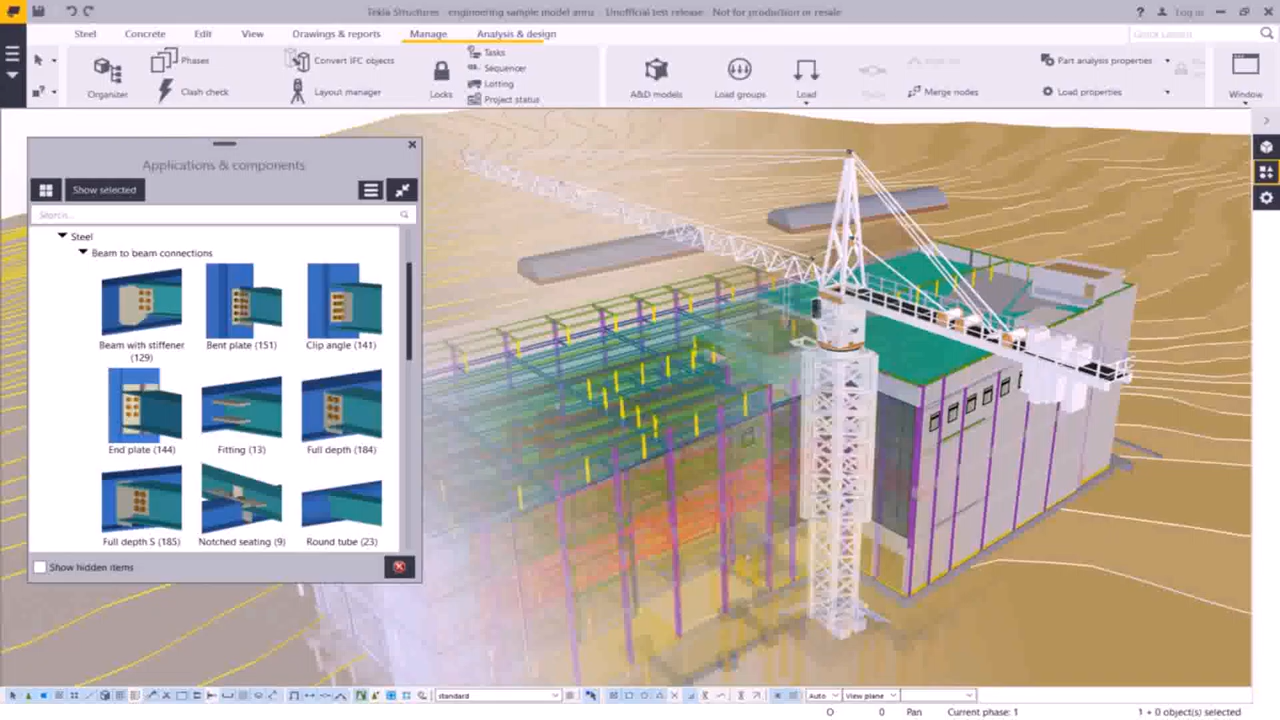 Tekla Structures - engineering sample model annu - Unofficial test release - Not for production or resale
Log in
Steel Concrete Edit View Drawings & reports Manage Analysis & design
Quick Launch
Organizer
Phases
Clash check
Convert IFC objects
Layout manager
Locks
Tasks
Sequencer
Lotting
Project status
A&D models
Load groups
Load
Merge nodes
Part analysis properties
Load properties
Window
Applications & components
Show selected
Search...
Steel
Beam to beam connections
Beam with stiffener (129)
Bent plate (151)
Clip angle (141)
End plate (144)
Fitting (13)
Full depth (184)
Full depth S (185)
Notched seating (9)
Round tube (23)
Show hidden items
standard
Auto
View plane
O 0 Pan Current phase: 1 1 + 0 object(s) selected